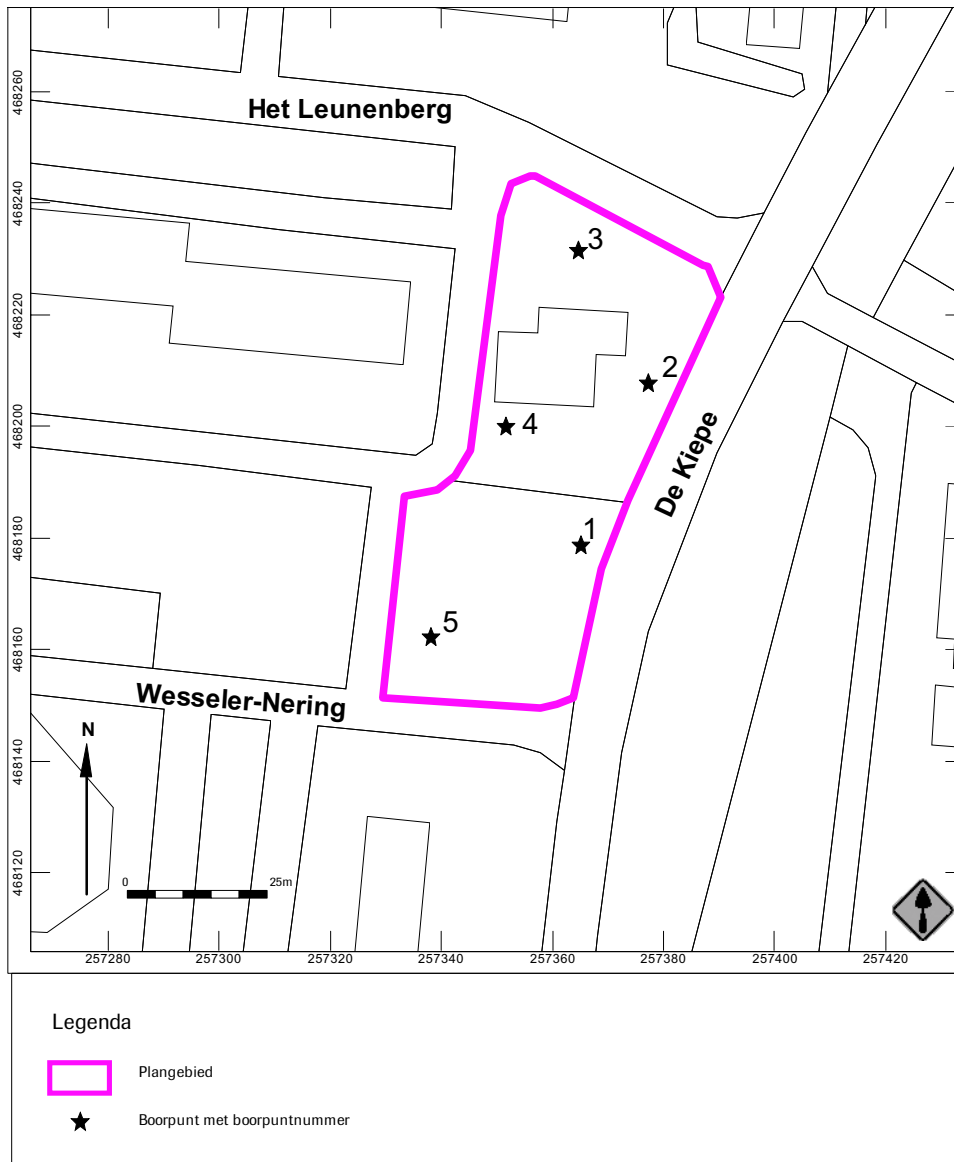 468260
Het Leunenberg
468240
3
468220
2
468200
4
De Kiepe
468180
1
468160
5
Wesseler-Nering
468140
N
468120
0 25m
257280 257300 257320 257340 257360 257380 257400 257420
Legenda
Plangebied
Boorpunt met boorpuntnummer